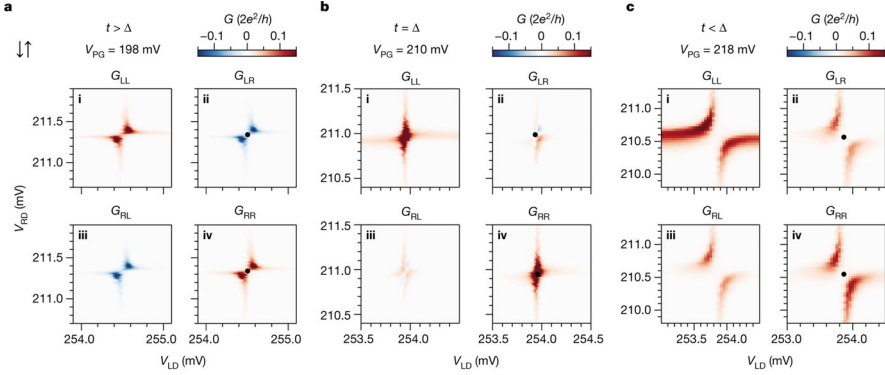 a
↓↑
t > Δ
V_PG = 198 mV
G (2e²/h)
−0.1 0 0.1
G_LL
G_LR
i
ii
211.5
211.0
G_RL
G_RR
iii
iv
211.5
211.0
254.0 255.0
254.0 255.0
V_RD (mV)
V_LD (mV)
b
t = Δ
V_PG = 210 mV
G (2e²/h)
−0.1 0 0.1
G_LL
G_LR
i
ii
211.5
211.0
210.5
G_RL
G_RR
iii
iv
211.5
211.0
210.5
253.5 254.0
253.5 254.0 254.5
V_LD (mV)
c
t < Δ
V_PG = 218 mV
G (2e²/h)
−0.1 0 0.1
G_LL
G_LR
i
ii
211.0
210.5
210.0
G_RL
G_RR
iii
iv
211.0
210.5
210.0
253.5 254.0
253.2 254.0
V_LD (mV)